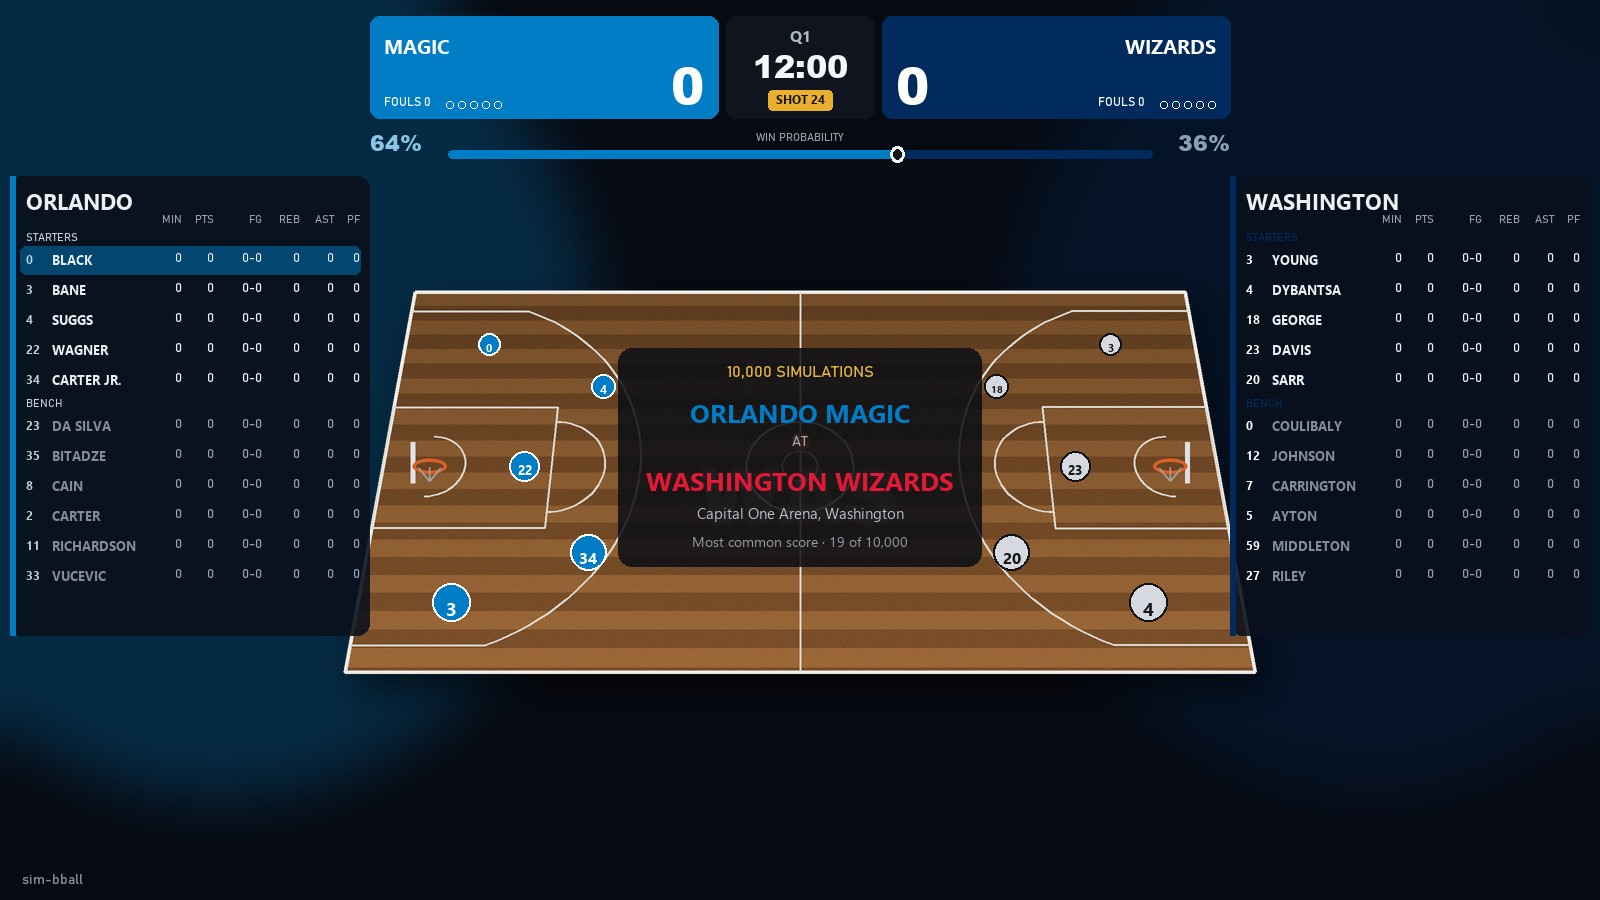 MAGIC
0
FOULS 0
Q1
12:00
SHOT 24
WIZARDS
0
FOULS 0
64%
WIN PROBABILITY
36%
ORLANDO
MIN PTS FG REB AST PF
STARTERS
0 BLACK 0 0 0-0 0 0 0
3 BANE 0 0 0-0 0 0 0
4 SUGGS 0 0 0-0 0 0 0
22 WAGNER 0 0 0-0 0 0 0
34 CARTER JR. 0 0 0-0 0 0 0
BENCH
23 DA SILVA 0 0 0-0 0 0 0
35 BITADZE 0 0 0-0 0 0 0
8 CAIN 0 0 0-0 0 0 0
2 CARTER 0 0 0-0 0 0 0
11 RICHARDSON 0 0 0-0 0 0 0
33 VUCEVIC 0 0 0-0 0 0 0
0
4
22
34
3
10,000 SIMULATIONS
ORLANDO MAGIC
AT
WASHINGTON WIZARDS
Capital One Arena, Washington
Most common score · 19 of 10,000
3
18
23
20
4
WASHINGTON
MIN PTS FG REB AST PF
STARTERS
3 YOUNG 0 0 0-0 0 0 0
4 DYBANTSA 0 0 0-0 0 0 0
18 GEORGE 0 0 0-0 0 0 0
23 DAVIS 0 0 0-0 0 0 0
20 SARR 0 0 0-0 0 0 0
BENCH
0 COULIBALY 0 0 0-0 0 0 0
12 JOHNSON 0 0 0-0 0 0 0
7 CARRINGTON 0 0 0-0 0 0 0
5 AYTON 0 0 0-0 0 0 0
59 MIDDLETON 0 0 0-0 0 0 0
27 RILEY 0 0 0-0 0 0 0
sim-bball